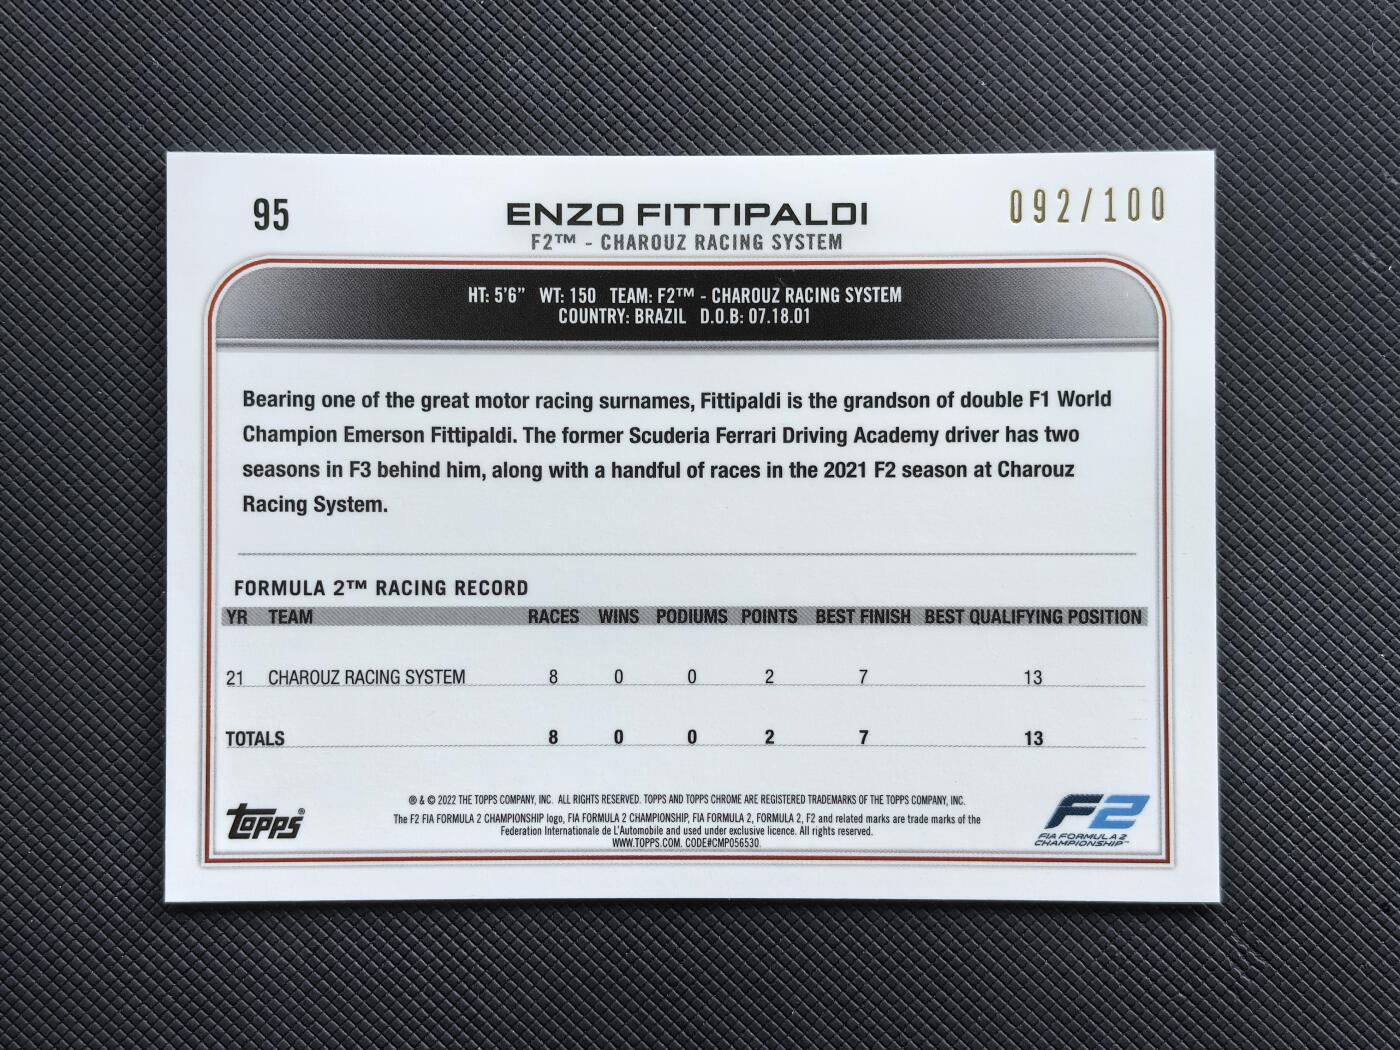 95
ENZO FITTIPALDI
092/100
F2™ - CHAROUZ RACING SYSTEM
HT: 5'6" WT: 150 TEAM: F2™ - CHAROUZ RACING SYSTEM
COUNTRY: BRAZIL D.O.B: 07.18.01
Bearing one of the great motor racing surnames, Fittipaldi is the grandson of double F1 World
Champion Emerson Fittipaldi. The former Scuderia Ferrari Driving Academy driver has two
seasons in F3 behind him, along with a handful of races in the 2021 F2 season at Charouz
Racing System.
FORMULA 2™ RACING RECORD
YR TEAM RACES WINS PODIUMS POINTS BEST FINISH BEST QUALIFYING POSITION
21 CHAROUZ RACING SYSTEM 8 0 0 2 7 13
TOTALS 8 0 0 2 7 13
® & © 2022 THE TOPPS COMPANY, INC. ALL RIGHTS RESERVED. TOPPS AND TOPPS CHROME ARE REGISTERED TRADEMARKS OF THE TOPPS COMPANY, INC.
The F2 FIA FORMULA 2 CHAMPIONSHIP logo, FIA FORMULA 2 CHAMPIONSHIP, FIA FORMULA 2, FORMULA 2, F2 and related marks are trade marks of the
Federation Internationale de L'Automobile and used under exclusive licence. All rights reserved.
WWW.TOPPS.COM. CODE#CMP056530
Topps®
F2
FIA FORMULA 2
CHAMPIONSHIP™